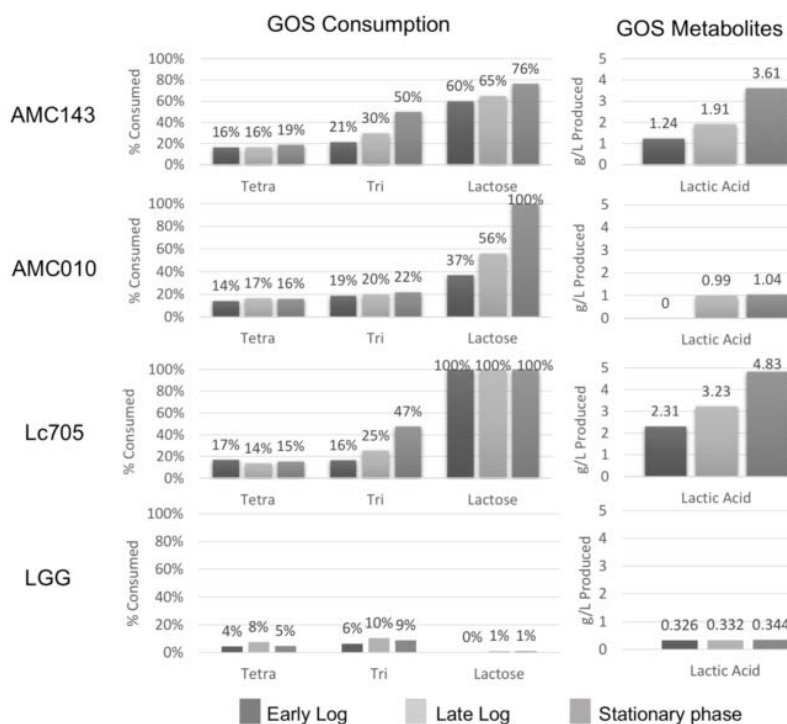 GOS Consumption
GOS Metabolites
AMC143
% Consumed
100%
80%
60%
40%
20%
0%
16% 16% 19%
21% 30% 50%
60% 65% 76%
Tetra Tri Lactose
g/L Produced
5
4
3
2
1
0
1.24 1.91 3.61
Lactic Acid
AMC010
% Consumed
100%
80%
60%
40%
20%
0%
14% 17% 16%
19% 20% 22%
37% 56% 100%
Tetra Tri Lactose
g/L Produced
5
4
3
2
1
0
0 0.99 1.04
Lactic Acid
Lc705
% Consumed
100%
80%
60%
40%
20%
0%
17% 14% 15%
16% 25% 47%
100% 100% 100%
Tetra Tri Lactose
g/L Produced
5
4
3
2
1
0
2.31 3.23 4.83
Lactic Acid
LGG
% Consumed
100%
80%
60%
40%
20%
0%
4% 8% 5%
6% 10% 9%
0% 1% 1%
Tetra Tri Lactose
g/L Produced
5
4
3
2
1
0
0.326 0.332 0.344
Lactic Acid
Early Log Late Log Stationary phase